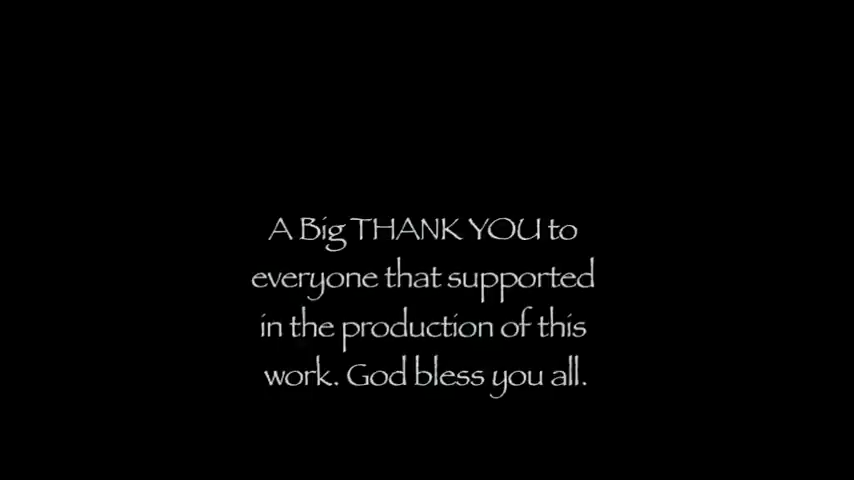 A Big THANK YOU to
everyone that supported
in the production of this
work. God bless you all.